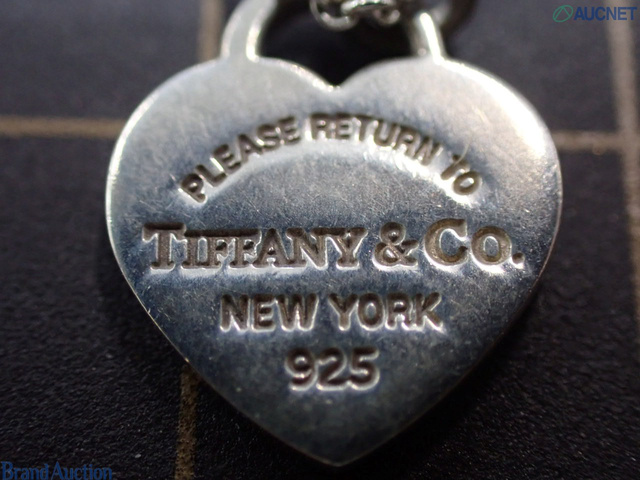 AUCNET
PLEASE RETURN TO
TIFFANY & CO.
NEW YORK
925
Brand Auction